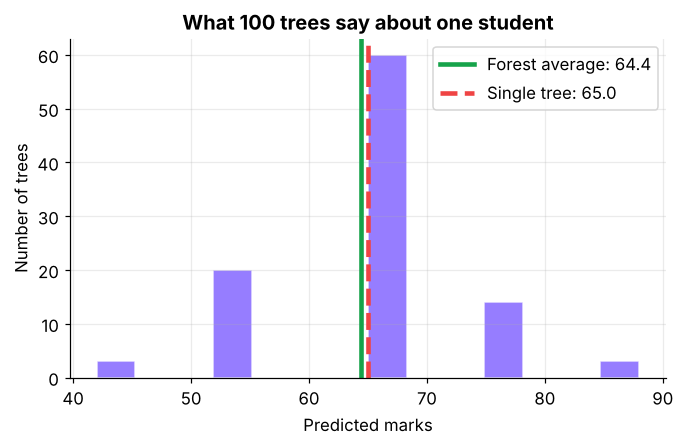 What 100 trees say about one student
Forest average: 64.4
Single tree: 65.0
Number of trees
60
50
40
30
20
10
0
40
50
60
70
80
90
Predicted marks